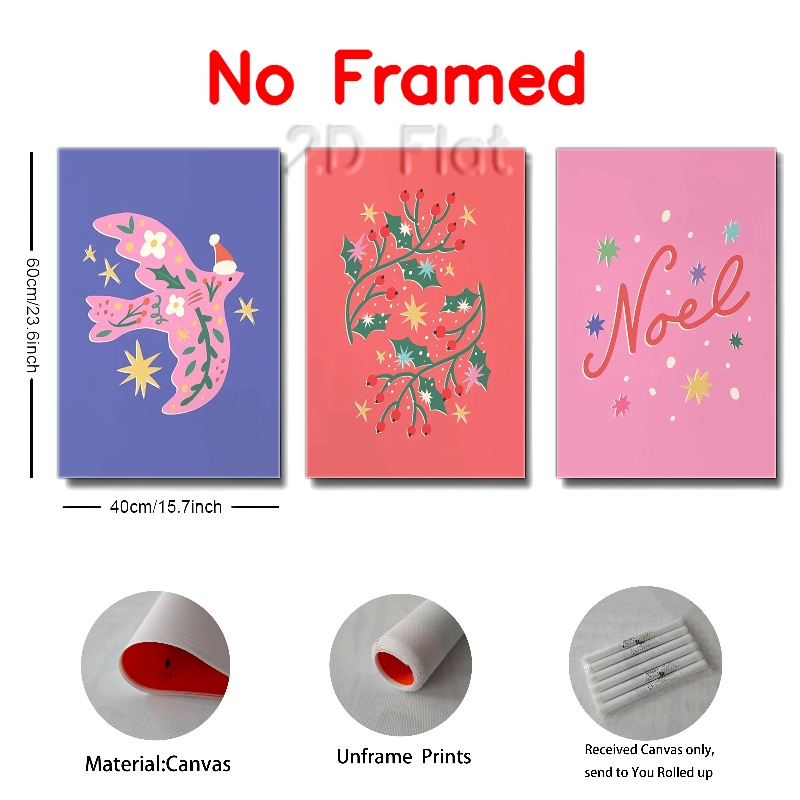 No Framed
2D Flat
60cm/23.6inch
Noel
40cm/15.7inch
Material:Canvas
Unframe Prints
Received Canvas only,
send to You Rolled up